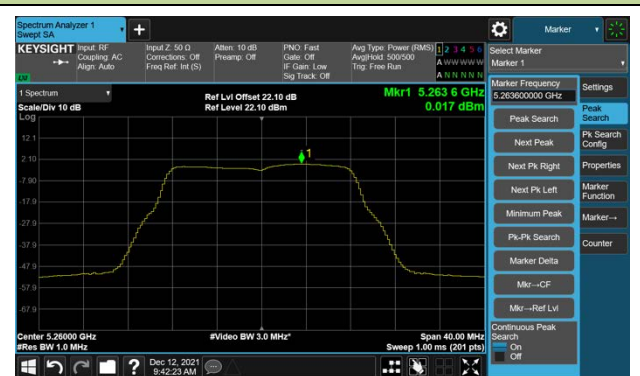 Spectrum Analyzer 1
Swept SA
Marker
KEYSIGHT
Input: RF
Coupling: AC
Align: Auto
Input Z: 50 Ω
Corrections: Off
Freq Ref: Int (S)
Atten: 10 dB
Preamp: Off
PNO: Fast
Gate: Off
IF Gain: Low
Sig Track: Off
Avg Type: Power (RMS)
Avg|Hold: 500/500
Trig: Free Run
1 2 3 4 5 6
A W W W W W
A N N N N N
Select Marker
Marker 1
LXI
1 Spectrum
Scale/Div 10 dB
Log
Ref Lvl Offset 22.10 dB
Ref Level 22.10 dBm
Mkr1 5.263 6 GHz
0.017 dBm
12.1
2.10
-7.90
-17.9
-27.9
-37.9
-47.9
-57.9
-67.9
1
Center 5.26000 GHz
#Res BW 1.0 MHz
#Video BW 3.0 MHz*
Span 40.00 MHz
Sweep 1.00 ms (201 pts)
Marker Frequency
5.263600000 GHz
Peak Search
Next Peak
Next Pk Right
Next Pk Left
Minimum Peak
Pk-Pk Search
Marker Delta
Mkr→CF
Mkr→Ref Lvl
Continuous Peak
Search
On
Off
Settings
Peak
Search
Pk Search
Config
Properties
Marker
Function
Marker→
Counter
Dec 12, 2021
9:42:23 AM